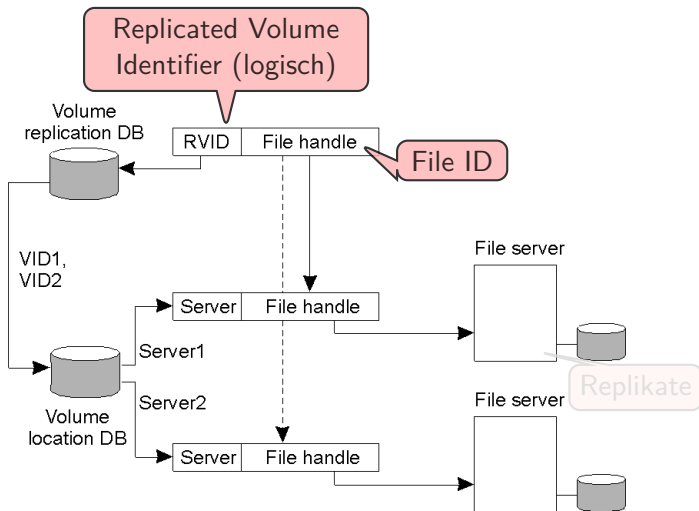 Replicated Volume
Identifier (logisch)
Volume
replication DB
RVID
File handle
File ID
VID1,
VID2
File server
Server
File handle
Server1
Replikate
Server2
File server
Volume
location DB
Server
File handle